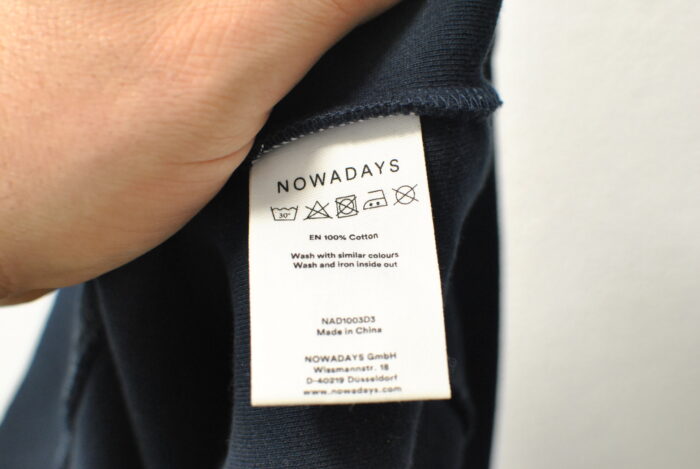 NOWADAYS
30°
EN 100% Cotton
Wash with similar colours
Wash and iron inside out
NAD1003D3
Made in China
NOWADAYS GmbH
Wissmannstr. 18
D-40219 Düsseldorf
www.nowadays.com